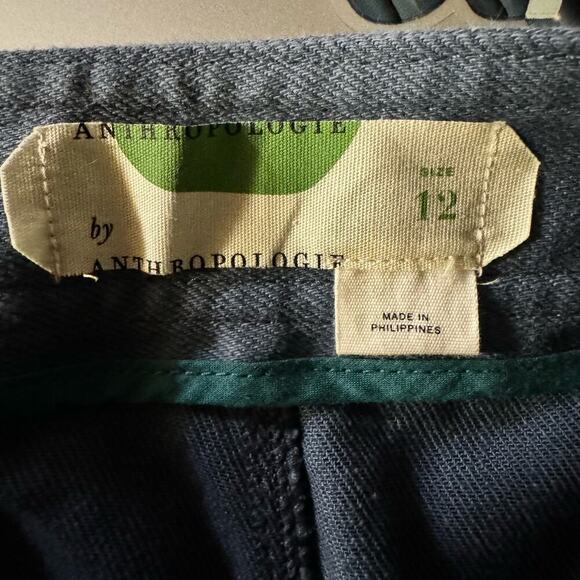 ANTHROPOLOGIE
SIZE
12
by
ANTHROPOLOGIE
MADE IN
PHILIPPINES